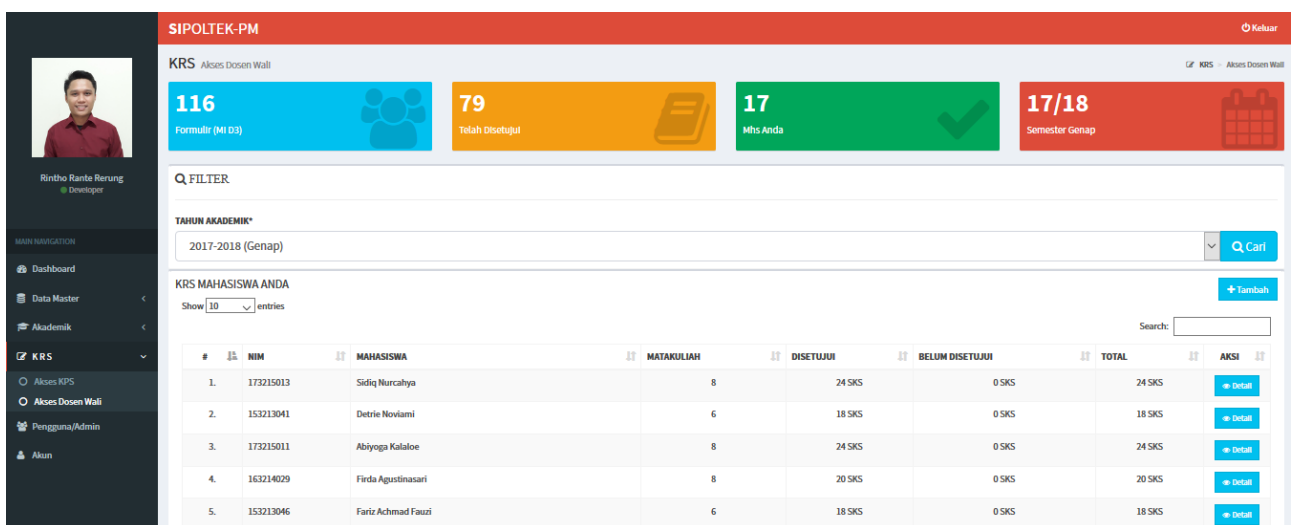 SIPOLTEK-PM
Keluar
KRS Akses Dosen Wali
KRS > Akses Dosen Wali
116
Formulir (MI D3)
79
Telah Disetujui
17
Mhs Anda
17/18
Semester Genap
Rintho Rante Rerung
Developer
MAIN NAVIGATION
Dashboard
Data Master
Akademik
KRS
Akses KPS
Akses Dosen Wali
Pengguna/Admin
Akun
FILTER
TAHUN AKADEMIK*
2017-2018 (Genap)
Cari
KRS MAHASISWA ANDA
Tambah
Show 10 entries
Search:
# NIM MAHASISWA MATAKULIAH DISETUJUI BELUM DISETUJUI TOTAL AKSI
1. 173215013 Sidiq Nurcahya 8 24 SKS 0 SKS 24 SKS Detail
2. 153213041 Detrie Noviami 6 18 SKS 0 SKS 18 SKS Detail
3. 173215011 Abiyoga Kalaloe 8 24 SKS 0 SKS 24 SKS Detail
4. 163214029 Firda Agustinasari 8 20 SKS 0 SKS 20 SKS Detail
5. 153213046 Fariz Achmad Fauzi 6 18 SKS 0 SKS 18 SKS Detail